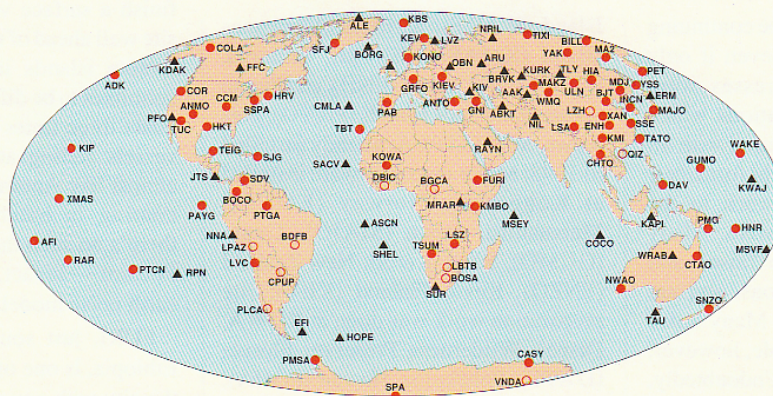 ALE
KBS
NRIL
TIXI
BILL
COLA
SFJ
BORG
KEV
LVZ
YAK
MA2
KDAK
FFC
KONO
OBN
ARU
KURK
TLY
HIA
PET
ADK
BRVK
MAKZ
MDJ
YSS
COR
CCM
HRV
CMLA
GRFO
KIEV
KIV
AAK
WMQ
ULN
BJT
INCN
ERM
ANMO
SSPA
PAB
ANTO
GNI
ABKT
LZH
XAN
MAJO
PFO
TUC
HKT
TBT
NIL
LSA
ENH
SSE
KMI
TATO
KIP
TEIG
SJG
SACV
KOWA
RAYN
CHTO
QIZ
GUMO
WAKE
JTS
SDV
DBIC
BGCA
FURI
DAV
KWAJ
XMAS
BOCO
PAYG
PTGA
MRAR
KMBO
MSEY
KAPI
PMG
HNR
AFI
NNA
BDFB
ASCN
LSZ
COCO
MSVF
LPAZ
SHEL
TSUM
WRAB
CTAO
RAR
PTCN
RPN
LVC
CPUP
LBTB
BOSA
NWAO
SUR
PLCA
SNZO
EFI
HOPE
TAU
PMSA
CASY
SPA
VNDA